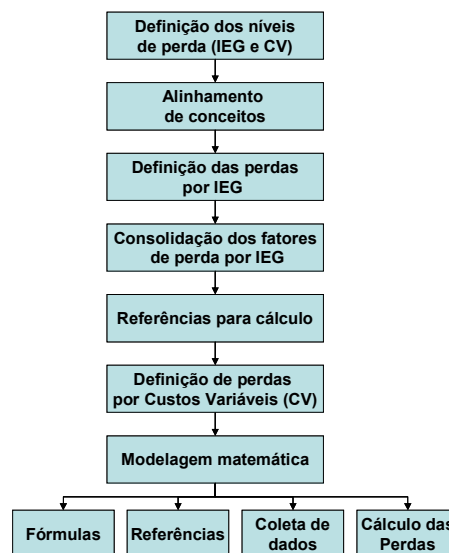 Definição dos níveis
de perda (IEG e CV)
Alinhamento
de conceitos
Definição das perdas
por IEG
Consolidação dos fatores
de perda por IEG
Referências para cálculo
Definição de perdas
por Custos Variáveis (CV)
Modelagem matemática
Fórmulas
Referências
Coleta de
dados
Cálculo das
Perdas